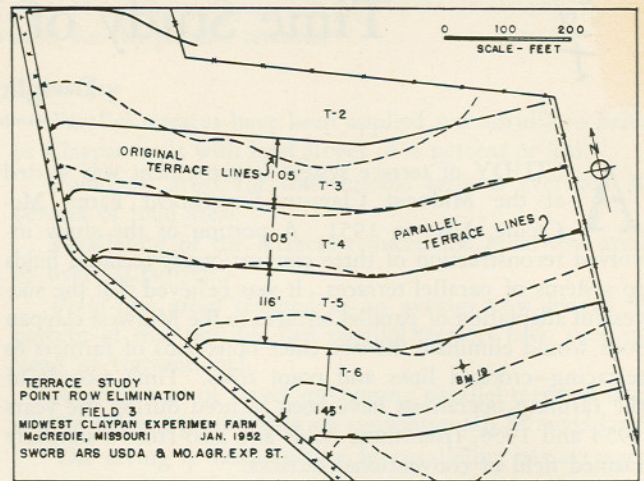 0 100 200
SCALE - FEET
T-2
ORIGINAL
TERRACE LINES
105'
T-3
PARALLEL
TERRACE LINES
105'
T-4
116'
T-5
T-6
BM 19
145'
TERRACE STUDY
POINT ROW ELIMINATION
FIELD 3
MIDWEST CLAYPAN EXPERIMEN FARM
McCREDIE, MISSOURI JAN. 1952
SWCRB ARS USDA & MO. AGR. EXP. ST.